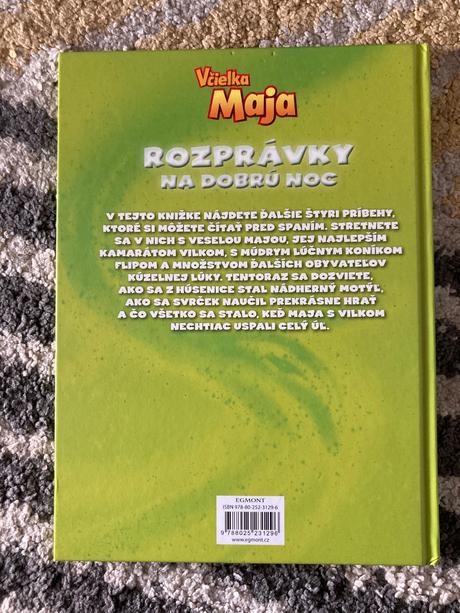 Včielka
Maja
ROZPRÁVKY
NA DOBRÚ NOC
V TEJTO KNIŽKE NÁJDETE ĎALŠIE ŠTYRI PRÍBEHY,
KTORÉ SI MÔŽETE ČÍTAŤ PRED SPANÍM. STRETNETE
SA V NICH S VESELOU MAJOU, JEJ NAJLEPŠÍM
KAMARÁTOM VILKOM, S MÚDRYM LÚČNYM KONÍKOM
FLIPOM A MNOŽSTVOM ĎALŠÍCH OBYVATEĽOV
KÚZELNEJ LÚKY. TENTORAZ SA DOZVIETE,
AKO SA Z HÚSENICE STAL NÁDHERNÝ MOTÝĽ,
AKO SA SVRČEK NAUČIL PREKRÁSNE HRAŤ
A ČO VŠETKO SA STALO, KEĎ MAJA S VILKOM
NECHTIAC USPALI CELÝ ÚĽ.
EGMONT
ISBN 978-80-252-3129-6
9 788025 231296
www.egmont.cz